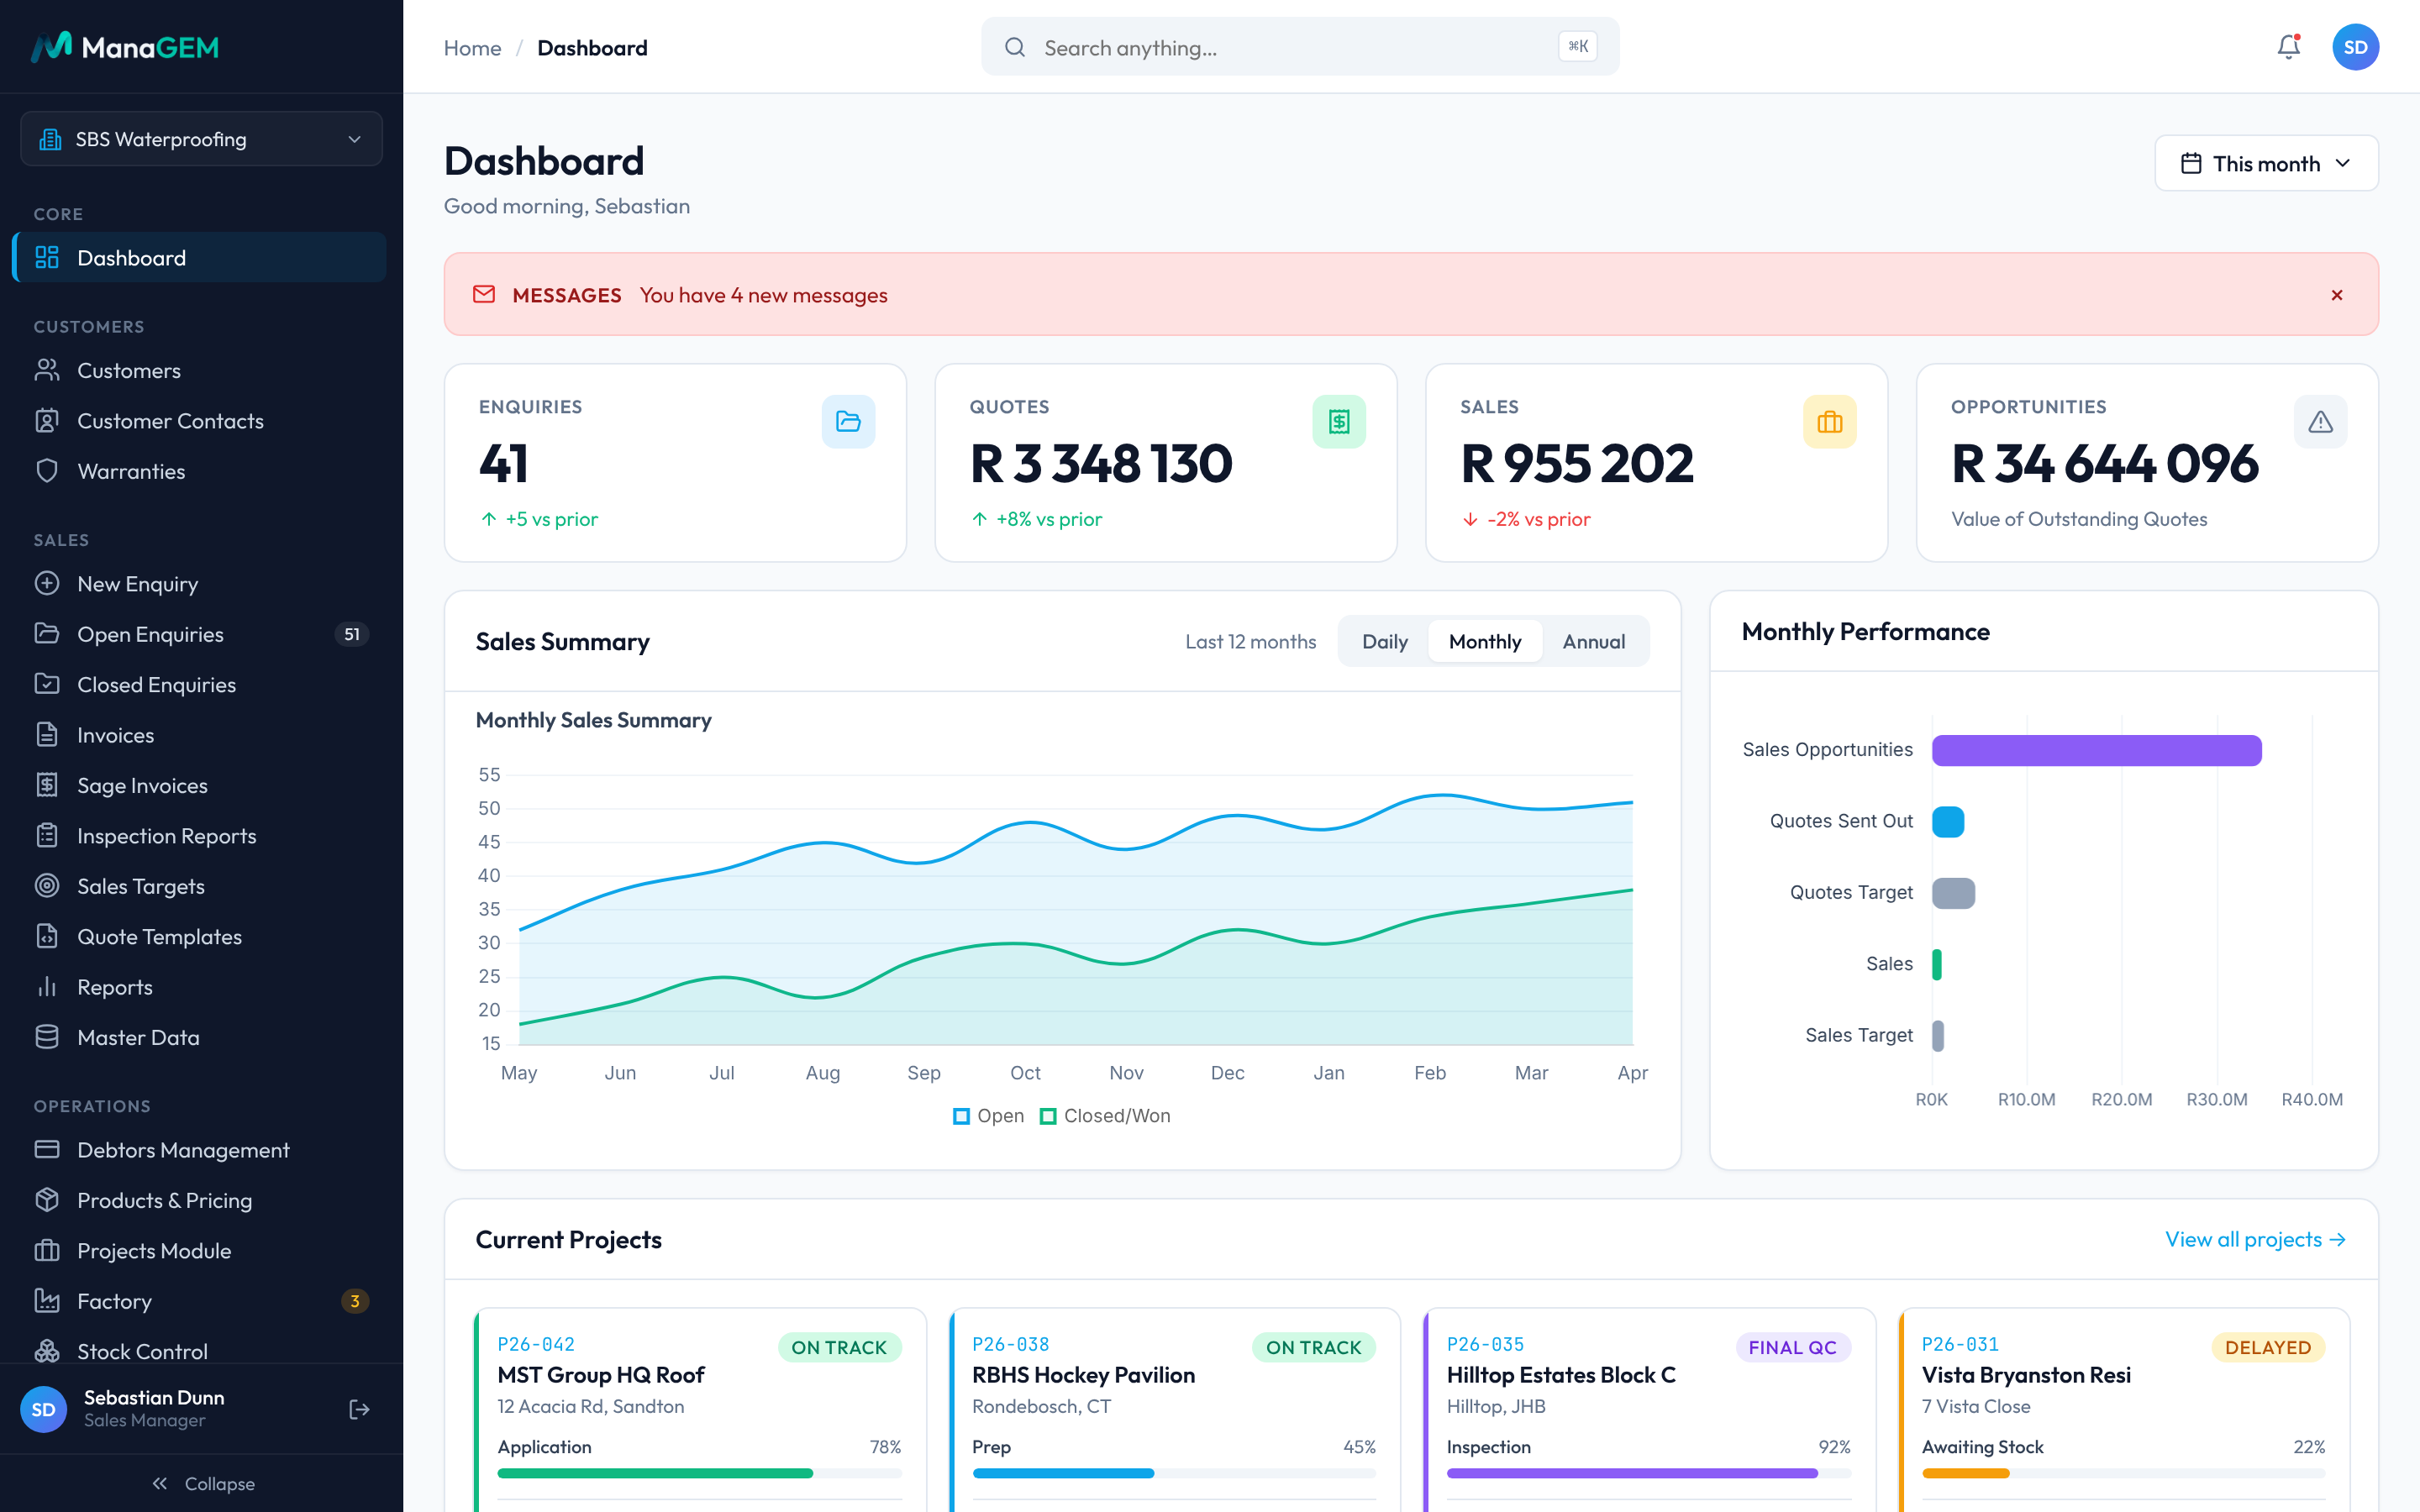 ManaGEM
SBS Waterproofing
CORE
Dashboard
CUSTOMERS
Customers
Customer Contacts
Warranties
SALES
New Enquiry
Open Enquiries 51
Closed Enquiries
Invoices
Sage Invoices
Inspection Reports
Sales Targets
Quote Templates
Reports
Master Data
OPERATIONS
Debtors Management
Products & Pricing
Projects Module
Factory 3
Stock Control
SD
Sebastian Dunn
Sales Manager
Collapse
Home / Dashboard
Search anything... ⌘K
SD
Dashboard
Good morning, Sebastian
This month
MESSAGES You have 4 new messages
ENQUIRIES
41
+5 vs prior
QUOTES
R 3 348 130
+8% vs prior
SALES
R 955 202
-2% vs prior
OPPORTUNITIES
R 34 644 096
Value of Outstanding Quotes
Sales Summary
Last 12 months Daily Monthly Annual
Monthly Sales Summary
55
50
45
40
35
30
25
20
15
May Jun Jul Aug Sep Oct Nov Dec Jan Feb Mar Apr
Open Closed/Won
Monthly Performance
Sales Opportunities
Quotes Sent Out
Quotes Target
Sales
Sales Target
R0K R10.0M R20.0M R30.0M R40.0M
Current Projects
View all projects →
P26-042
ON TRACK
MST Group HQ Roof
12 Acacia Rd, Sandton
Application 78%
P26-038
ON TRACK
RBHS Hockey Pavilion
Rondebosch, CT
Prep 45%
P26-035
FINAL QC
Hilltop Estates Block C
Hilltop, JHB
Inspection 92%
P26-031
DELAYED
Vista Bryanston Resi
7 Vista Close
Awaiting Stock 22%